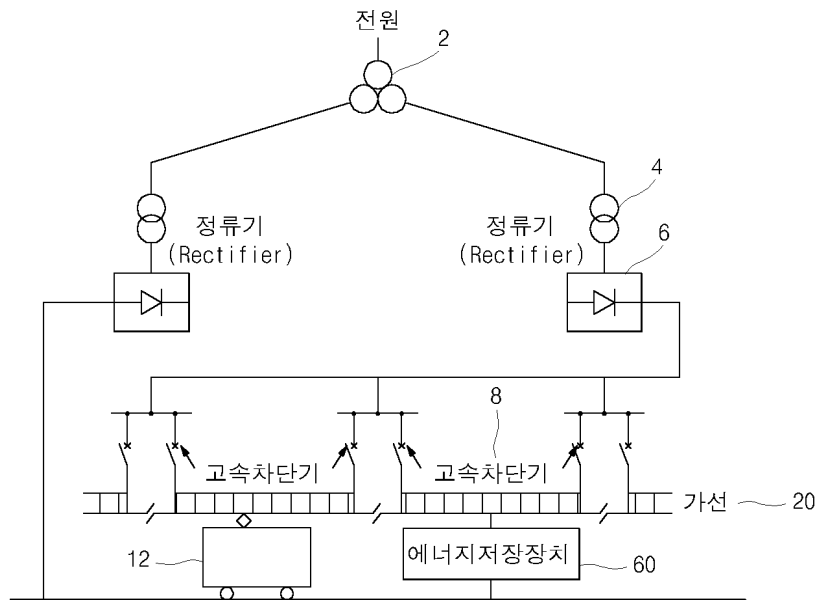 전원
2
4
정류기
(Rectifier)
정류기
(Rectifier)
6
8
고속차단기
고속차단기
가선
20
12
에너지저장장치
60